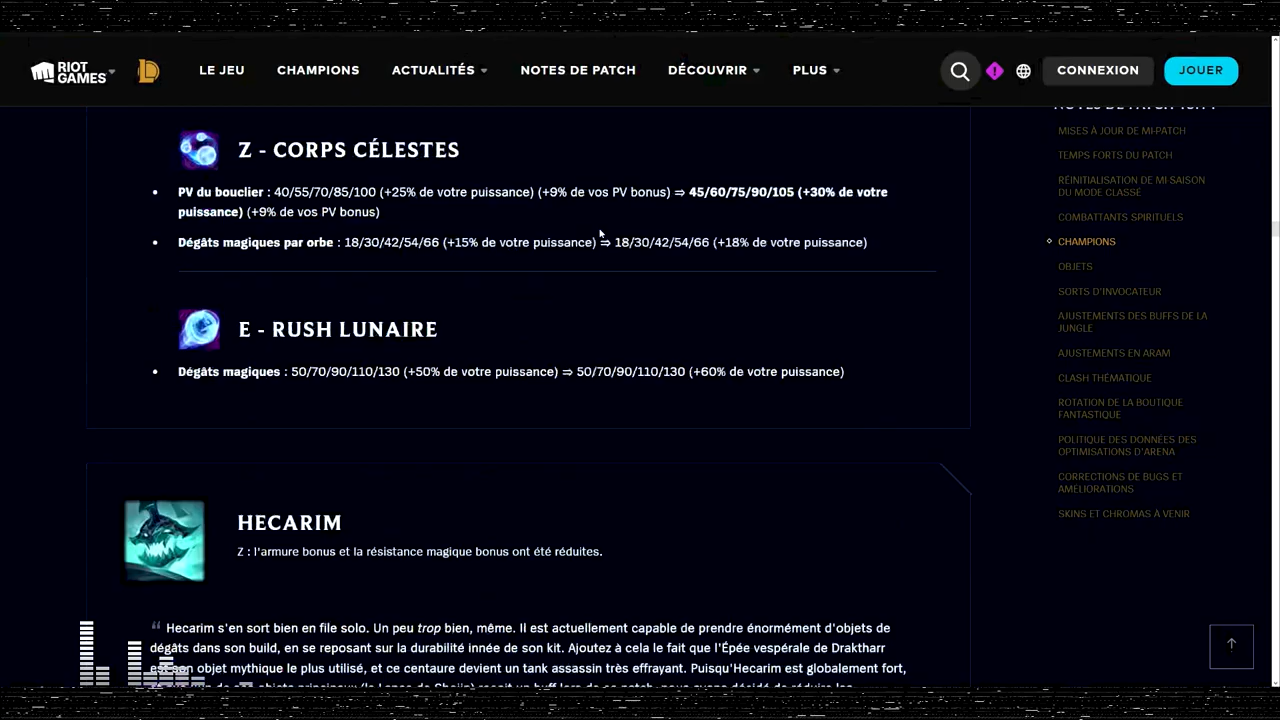 RIOT GAMES
LE JEU
CHAMPIONS
ACTUALITÉS
NOTES DE PATCH
DÉCOUVRIR
PLUS
CONNEXION
JOUER
Z - CORPS CÉLESTES
PV du bouclier : 40/55/70/85/100 (+25% de votre puissance) (+9% de vos PV bonus) ⇒ 45/60/75/90/105 (+30% de votre
puissance) (+9% de vos PV bonus)
Dégâts magiques par orbe : 18/30/42/54/66 (+15% de votre puissance) ⇒ 18/30/42/54/66 (+18% de votre puissance)
E - RUSH LUNAIRE
Dégâts magiques : 50/70/90/110/130 (+50% de votre puissance) ⇒ 50/70/90/110/130 (+60% de votre puissance)
HECARIM
Z : l'armure bonus et la résistance magique bonus ont été réduites.
Hecarim s'en sort bien en file solo. Un peu trop bien, même. Il est actuellement capable de prendre énormément d'objets de
dégâts dans son build, en se reposant sur la durabilité innée de son kit. Ajoutez à cela le fait que l'Épée vespérale de Draktharr
est son objet mythique le plus utilisé, et ce centaure devient un tank assassin très effrayant. Puisqu'Hecarim est globalement fort,
MISES À JOUR DE MI-PATCH
TEMPS FORTS DU PATCH
RÉINITIALISATION DE MI-SAISON
DU MODE CLASSÉ
COMBATTANTS SPIRITUELS
CHAMPIONS
OBJETS
SORTS D'INVOCATEUR
AJUSTEMENTS DES BUFFS DE LA
JUNGLE
AJUSTEMENTS EN ARAM
CLASH THÉMATIQUE
ROTATION DE LA BOUTIQUE
FANTASTIQUE
POLITIQUE DES DONNÉES DES
OPTIMISATIONS D'ARENA
CORRECTIONS DE BUGS ET
AMÉLIORATIONS
SKINS ET CHROMAS À VENIR